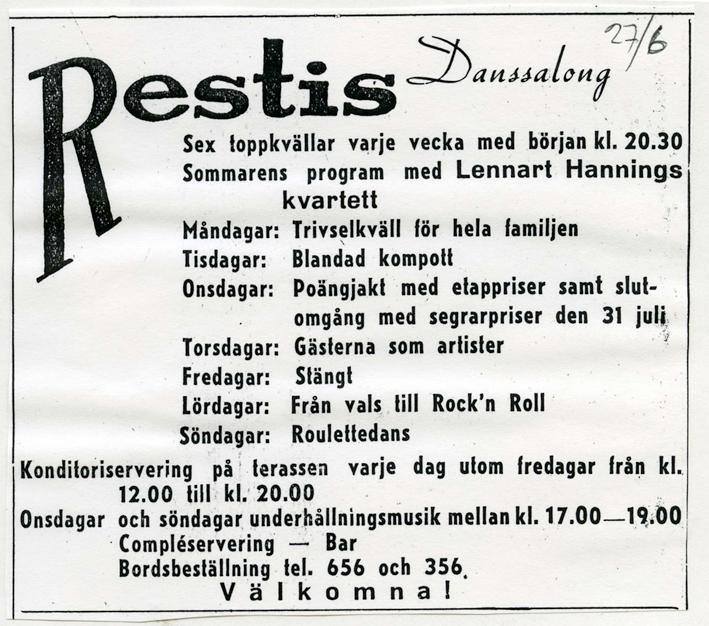 27/6
Restis Danssalong
Sex toppkvällar varje vecka med början kl. 20.30
Sommarens program med Lennart Hannings
kvartett
Måndagar: Trivselkväll för hela familjen
Tisdagar: Blandad kompott
Onsdagar: Poängjakt med etappriser samt slut-
omgång med segrarpriser den 31 juli
Torsdagar: Gästerna som artister
Fredagar: Stängt
Lördagar: Från vals till Rock'n Roll
Söndagar: Roulettedans
Konditoriservering på terassen varje dag utom fredagar från kl.
12.00 till kl. 20.00
Onsdagar och söndagar underhållningsmusik mellan kl. 17.00—19.00
Compléservering — Bar
Bordsbeställning tel. 656 och 356.
Välkomna!